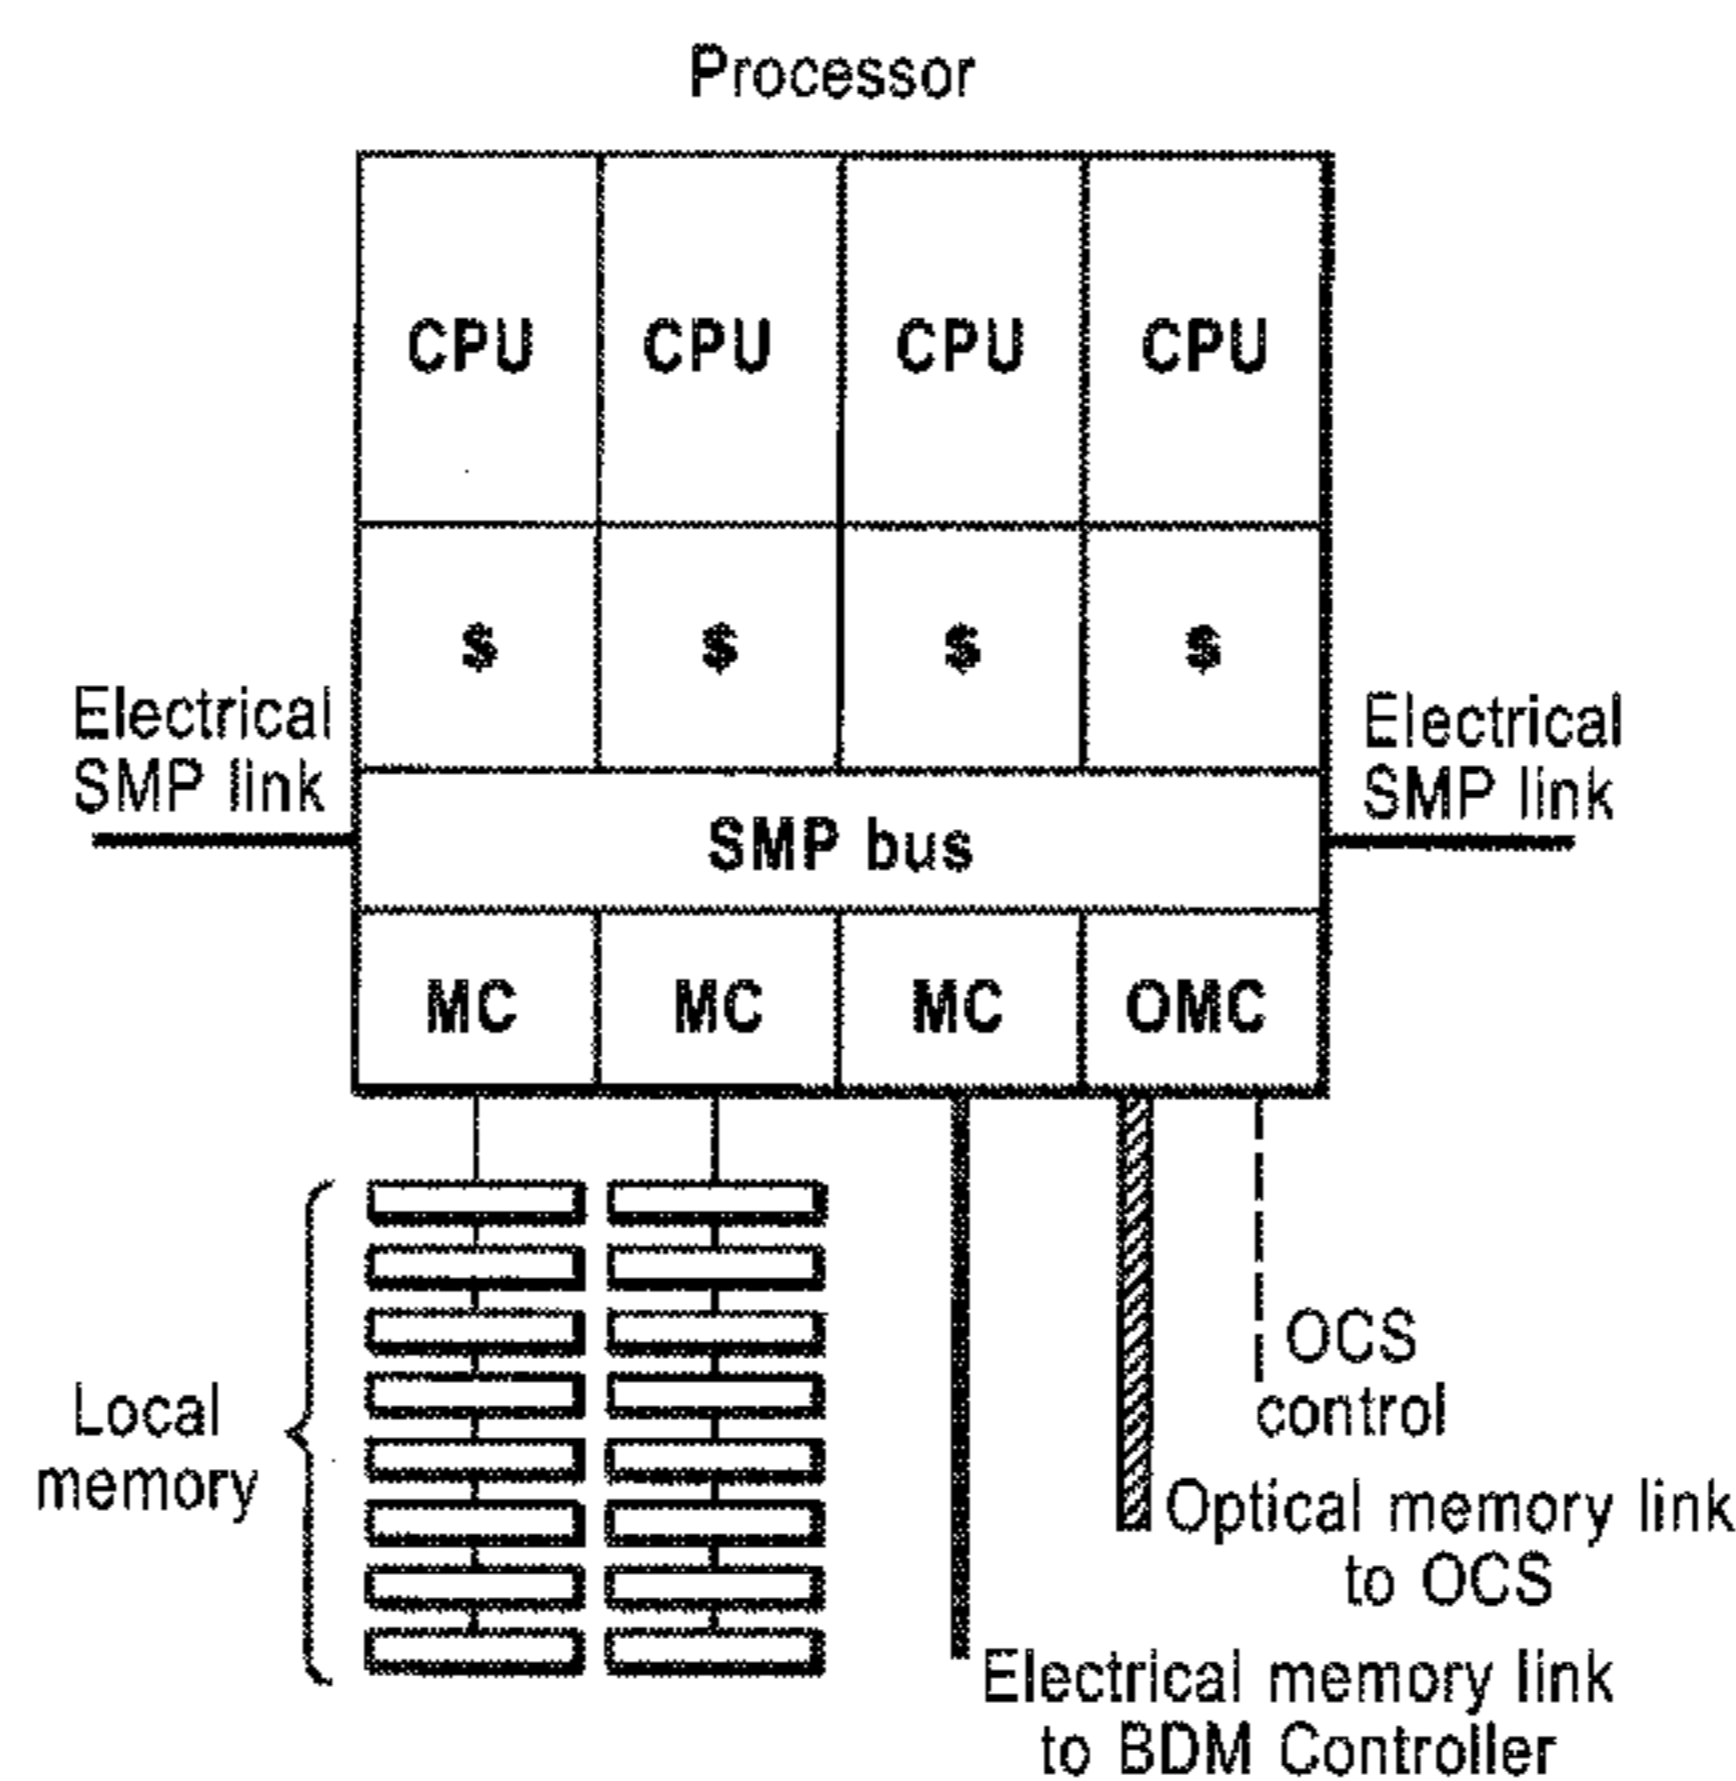 Processor
CPU CPU CPU CPU
$ $ $ $
Electrical
SMP link
Electrical
SMP link
SMP bus
MC MC MC OMC
Local
memory
OCS
control
Optical memory link
to OCS
Electrical memory link
to BDM Controller